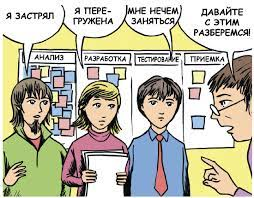 Я ЗАСТРЯЛ
Я ПЕРЕ-
ГРУЖЕНА
МНЕ НЕЧЕМ
ЗАНЯТЬСЯ
ДАВАЙТЕ
С ЭТИМ
РАЗБЕРЕМСЯ!
АНАЛИЗ
РАЗРАБОТКА
ТЕСТИРОВАНИЕ
ПРИЕМКА